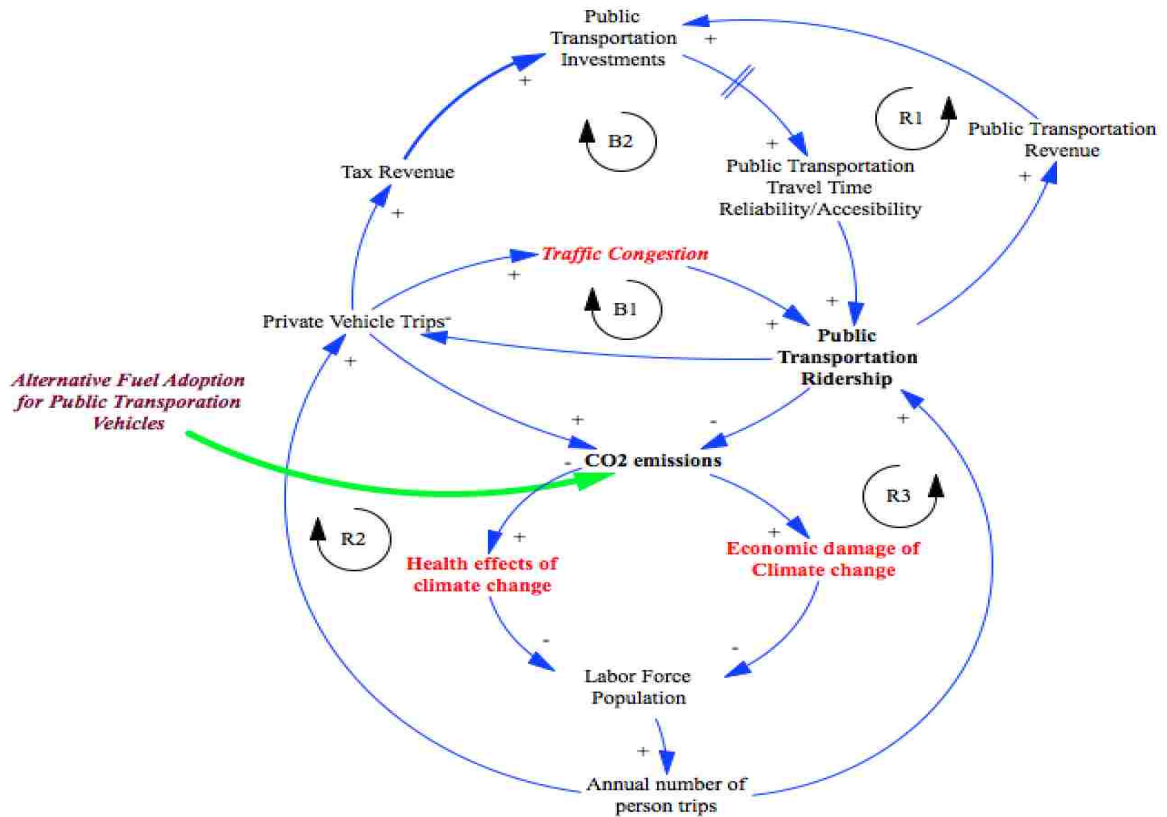 Public
Transportation
Investments
+
+
B2
R1
Public Transportation
Revenue
+
Tax Revenue
+
+
Public Transportation
Travel Time
Reliability/Accesibility
Traffic Congestion
+
B1
+
+
Private Vehicle Trips-
+
Public
Transportation
Ridership
+
Alternative Fuel Adoption
for Public Transporation
Vehicles
+
-
CO2 emissions
-
R3
R2
+
+
Health effects of
climate change
Economic damage of
Climate change
-
-
Labor Force
Population
+
Annual number of
person trips